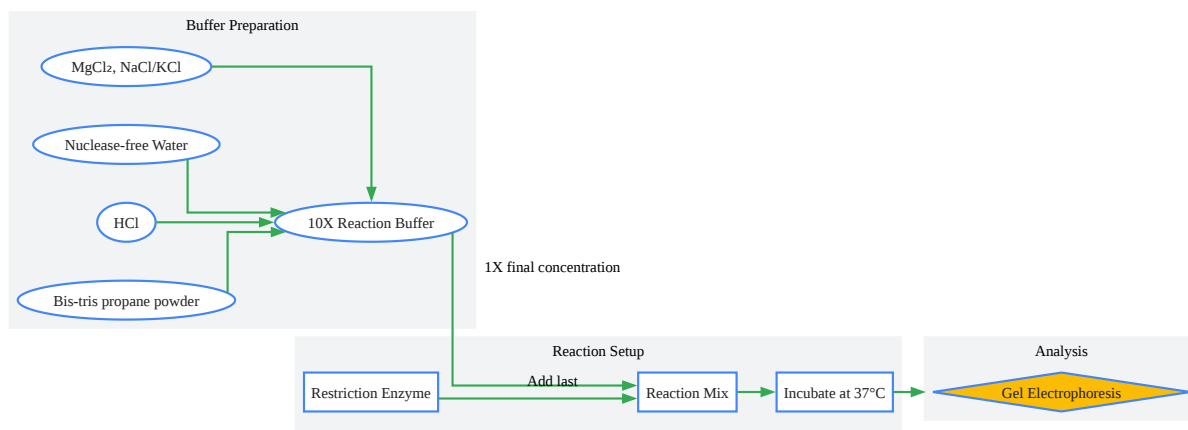 Buffer Preparation
MgCl₂, NaCl/KCl
Nuclease-free Water
HCl
10X Reaction Buffer
Bis-tris propane powder
1X final concentration
Reaction Setup
Analysis
Add last
Restriction Enzyme
Reaction Mix
Incubate at 37°C
Gel Electrophoresis